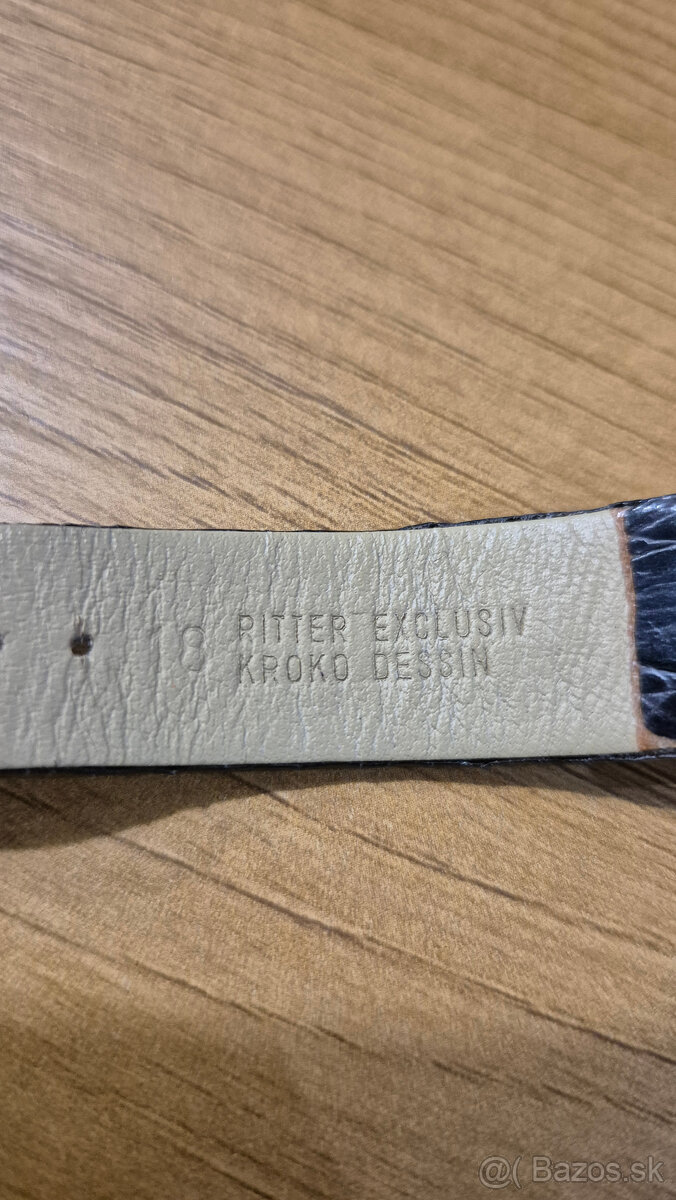 18 RITTER EXCLUSIV
KROKO DESSIN
@( Bazos.sk